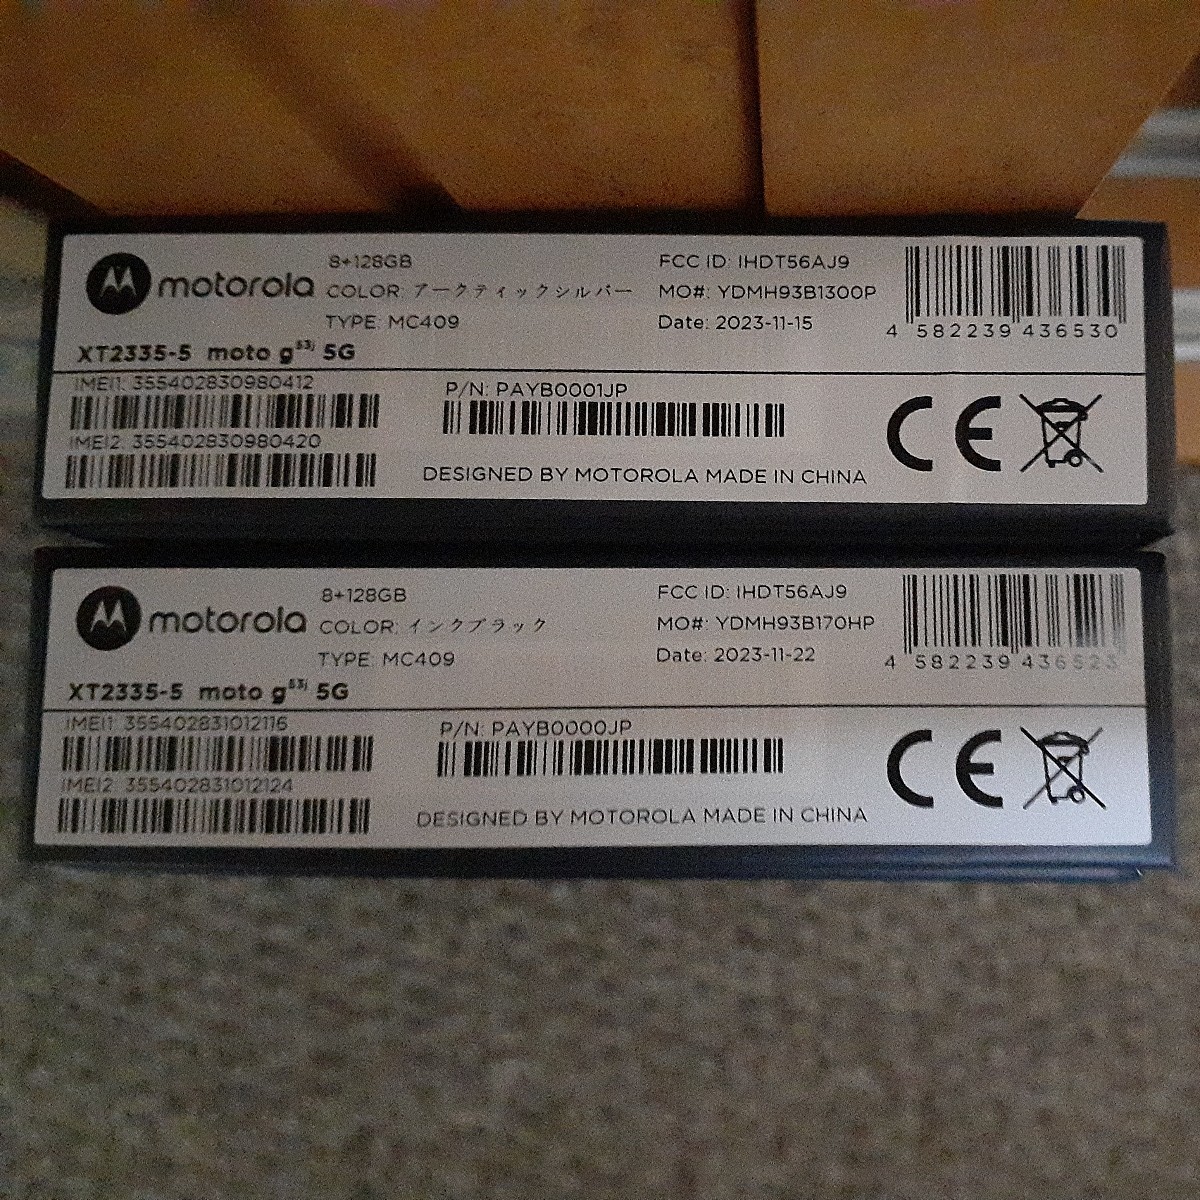 motorola
8+128GB
COLOR: アークティックシルバー
TYPE: MC409
FCC ID: IHDT56AJ9
MO#: YDMH93B1300P
Date: 2023-11-15
4 582239 436530
XT2335-5 moto g53j 5G
IMEI1: 355402830980412
IMEI2: 355402830980420
P/N: PAYB0001JP
DESIGNED BY MOTOROLA MADE IN CHINA
CE
motorola
8+128GB
COLOR: インクブラック
TYPE: MC409
FCC ID: IHDT56AJ9
MO#: YDMH93B170HP
Date: 2023-11-22
4 582239 436523
XT2335-5 moto g53j 5G
IMEI1: 355402831012116
IMEI2: 355402831012124
P/N: PAYB0000JP
DESIGNED BY MOTOROLA MADE IN CHINA
CE